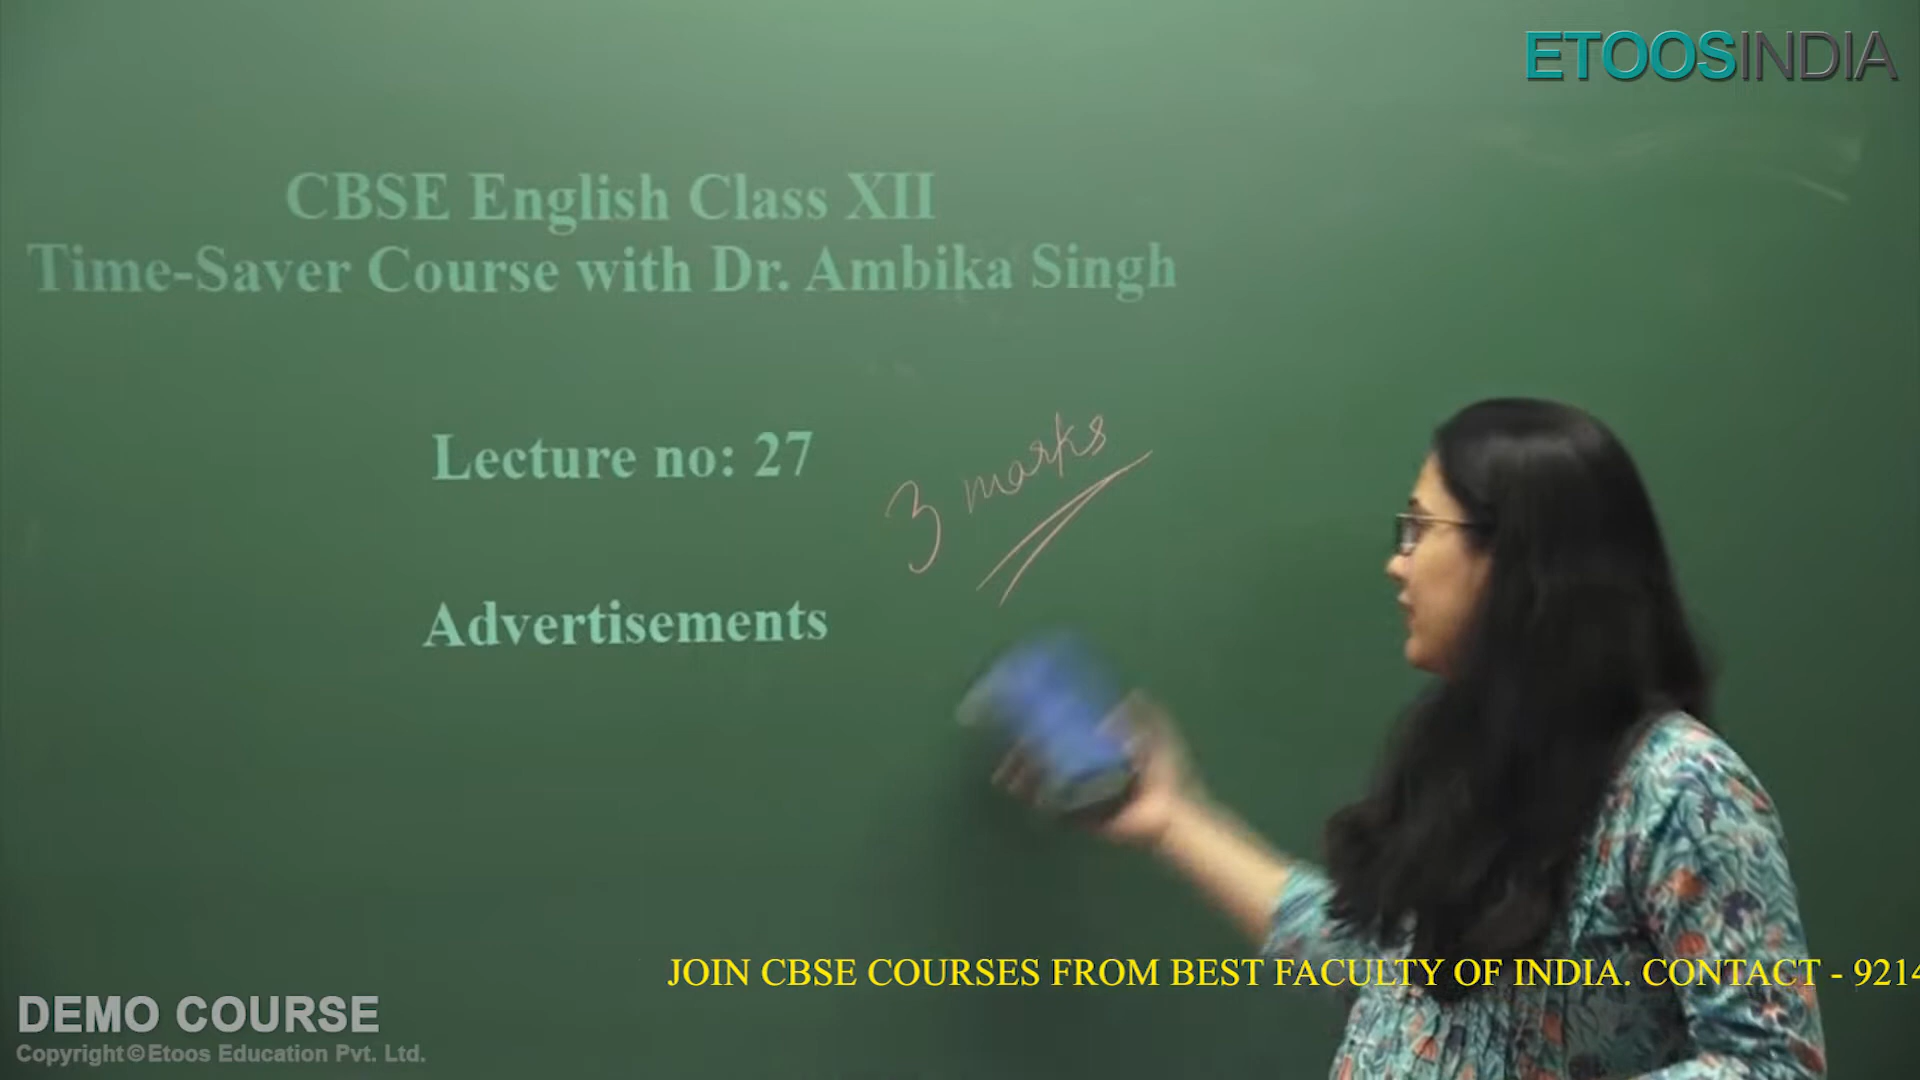 ETOOSINDIA
CBSE English Class XII
Time-Saver Course with Dr. Ambika Singh
Lecture no: 27
3 marks
Advertisements
JOIN CBSE COURSES FROM BEST FACULTY OF INDIA. CONTACT - 9214
DEMO COURSE
Copyright©Etoos Education Pvt. Ltd.